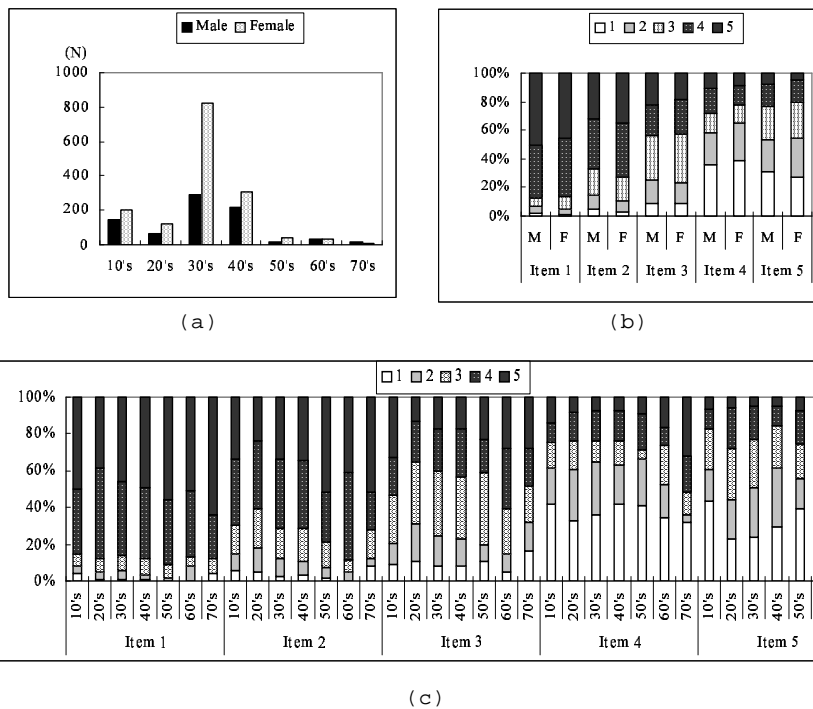 Male Female
(N)
1000
800
600
400
200
0
10's 20's 30's 40's 50's 60's 70's
(a)
1 2 3 4 5
100%
80%
60%
40%
20%
0%
M F M F M F M F M F
Item 1 Item 2 Item 3 Item 4 Item 5
(b)
1 2 3 4 5
100%
80%
60%
40%
20%
0%
10's 20's 30's 40's 50's 60's 70's 10's 20's 30's 40's 50's 60's 70's 10's 20's 30's 40's 50's 60's 70's 10's 20's 30's 40's 50's 60's 70's 10's 20's 30's 40's 50's
Item 1 Item 2 Item 3 Item 4 Item 5
(c)